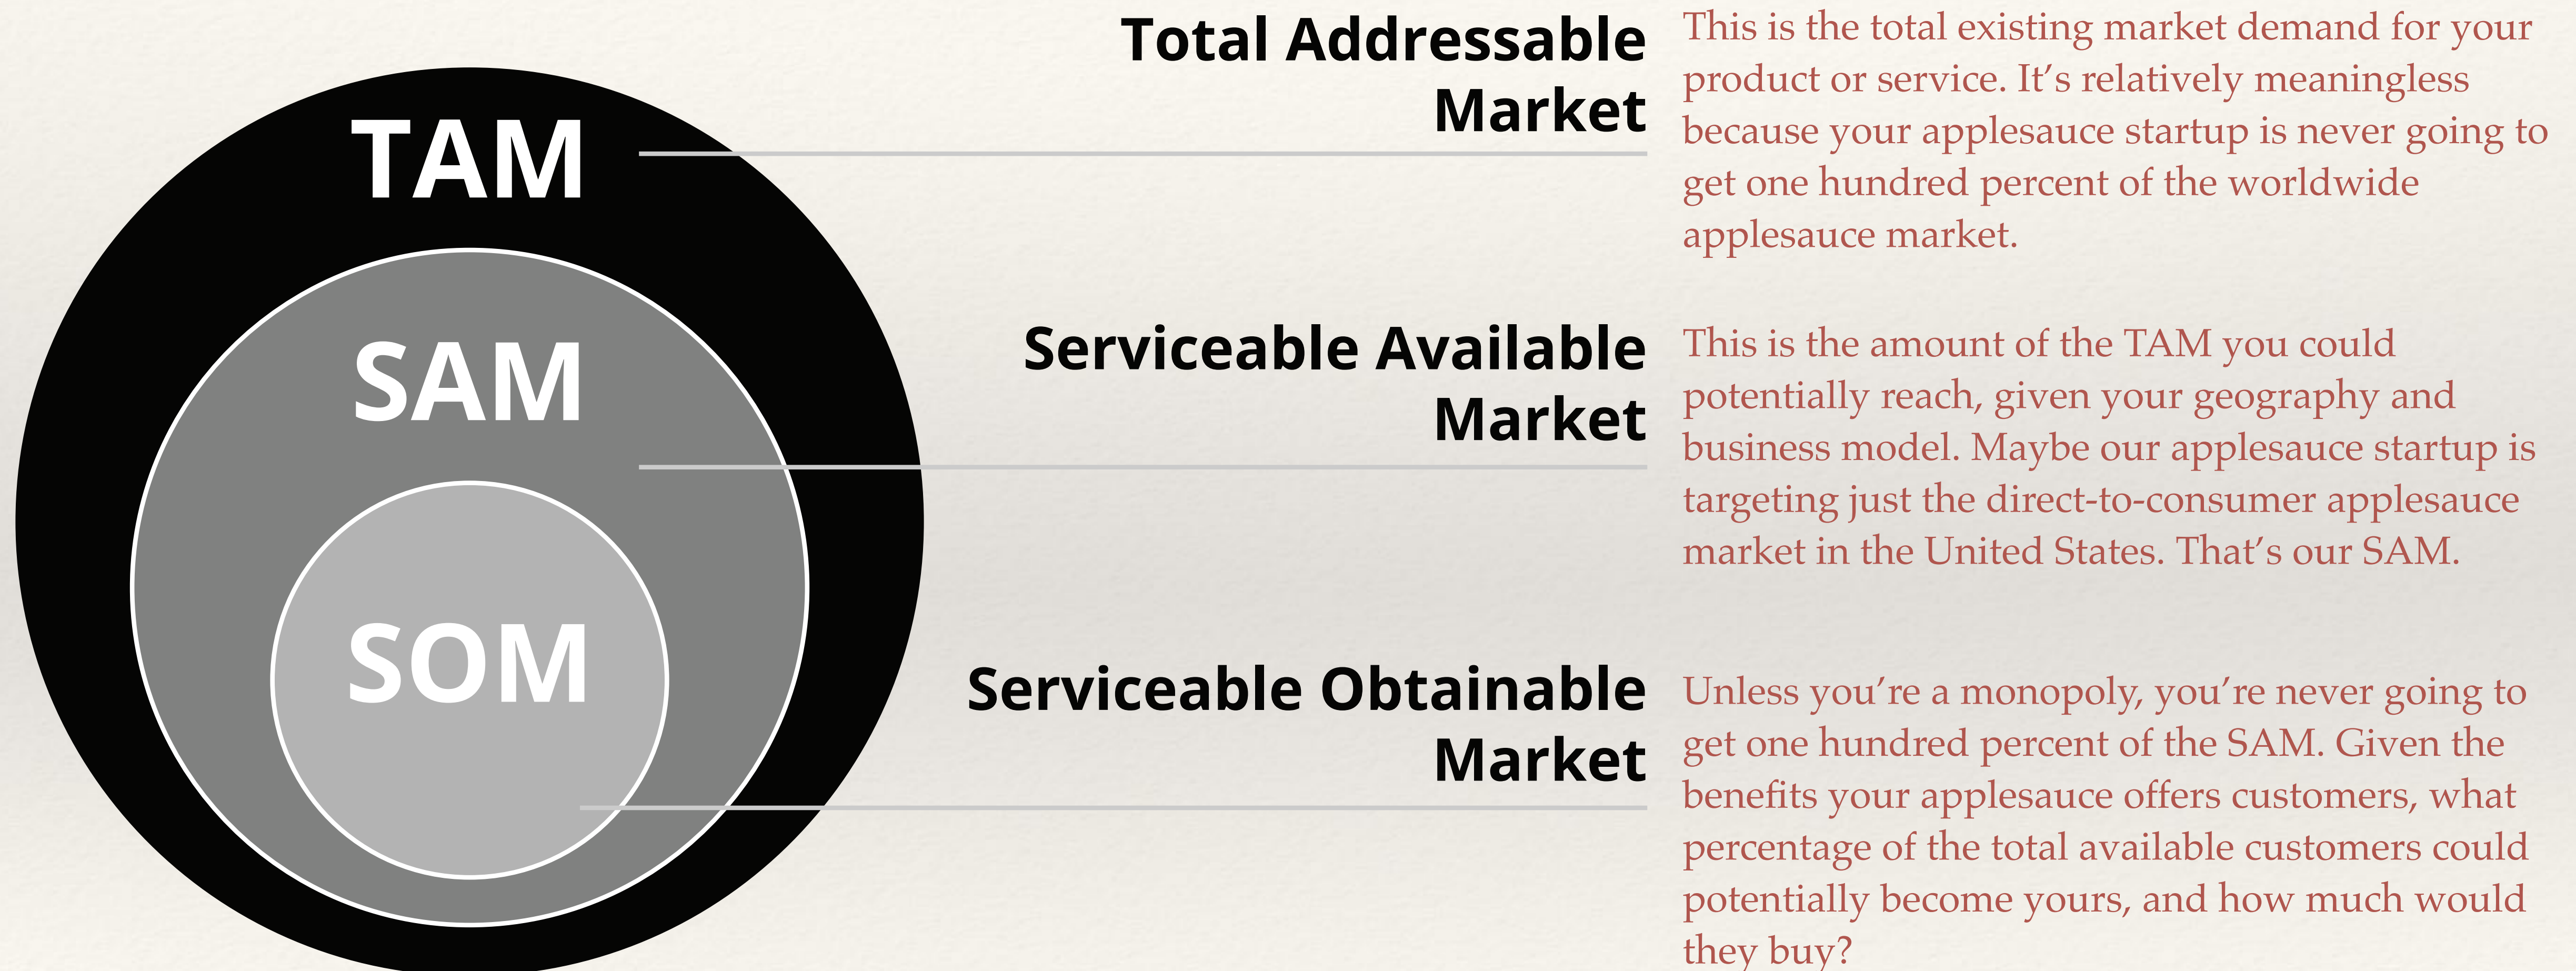 TAM
Total Addressable
Market
This is the total existing market demand for your
product or service. It’s relatively meaningless
because your applesauce startup is never going to
get one hundred percent of the worldwide
applesauce market.
SAM
Serviceable Available
Market
This is the amount of the TAM you could
potentially reach, given your geography and
business model. Maybe our applesauce startup is
targeting just the direct-to-consumer applesauce
market in the United States. That’s our SAM.
SOM
Serviceable Obtainable
Market
Unless you’re a monopoly, you’re never going to
get one hundred percent of the SAM. Given the
benefits your applesauce offers customers, what
percentage of the total available customers could
potentially become yours, and how much would
they buy?